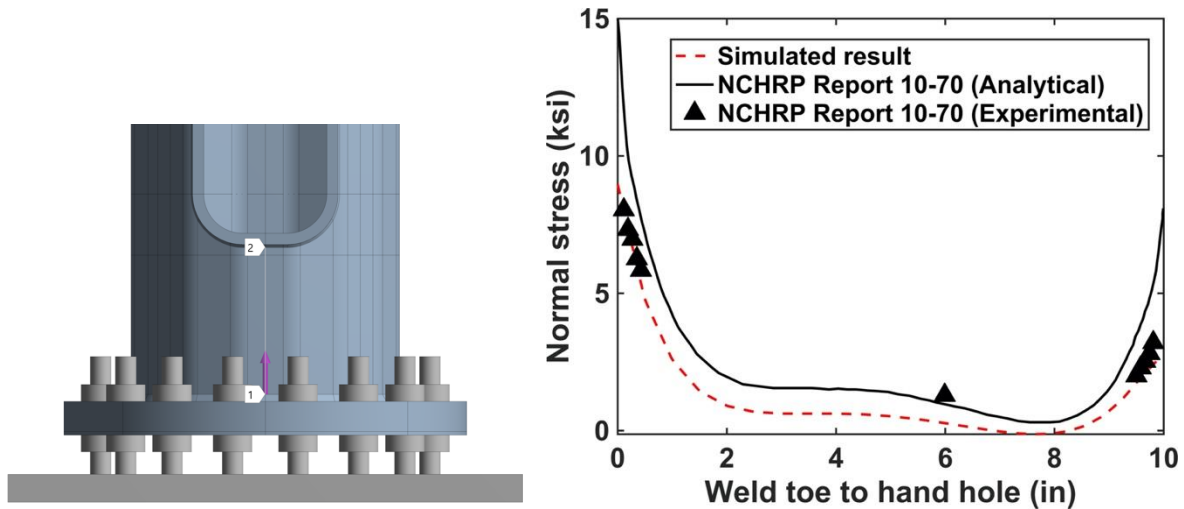 2
1
Normal stress (ksi)
15
10
5
0
Simulated result
NCHRP Report 10-70 (Analytical)
NCHRP Report 10-70 (Experimental)
0 2 4 6 8 10
Weld toe to hand hole (in)